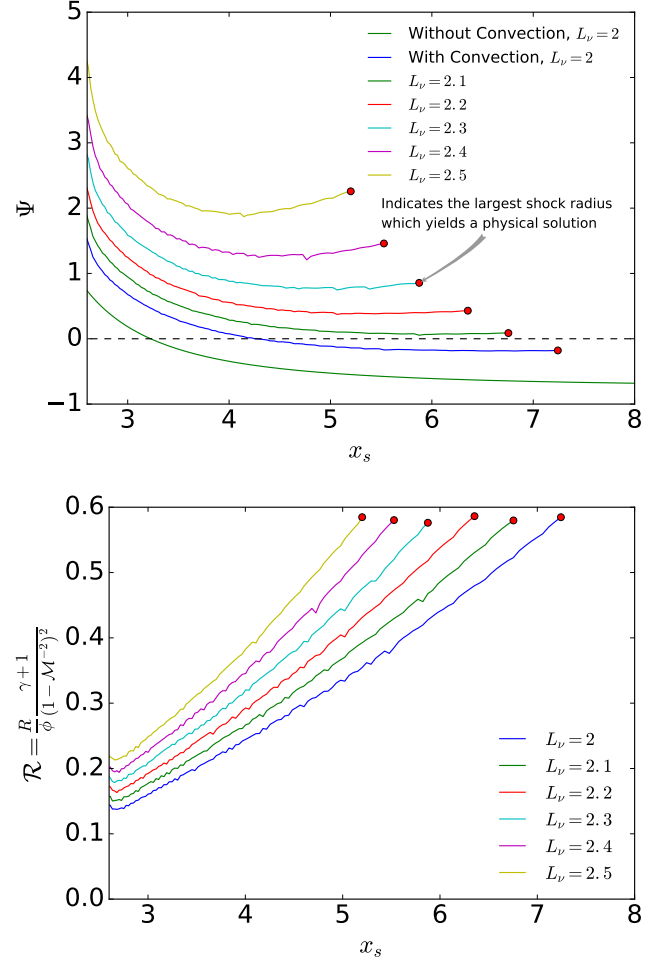 5
4
3
2
1
0
−1
Ψ
3 4 5 6 7 8
x_s
Without Convection, L_ν = 2
With Convection, L_ν = 2
L_ν = 2.1
L_ν = 2.2
L_ν = 2.3
L_ν = 2.4
L_ν = 2.5
Indicates the largest shock radius
which yields a physical solution
0.6
0.5
0.4
0.3
0.2
0.1
0.0
ℛ = R/ϕ (γ+1)/(1−ℳ⁻²)²
3 4 5 6 7 8
x_s
L_ν = 2
L_ν = 2.1
L_ν = 2.2
L_ν = 2.3
L_ν = 2.4
L_ν = 2.5